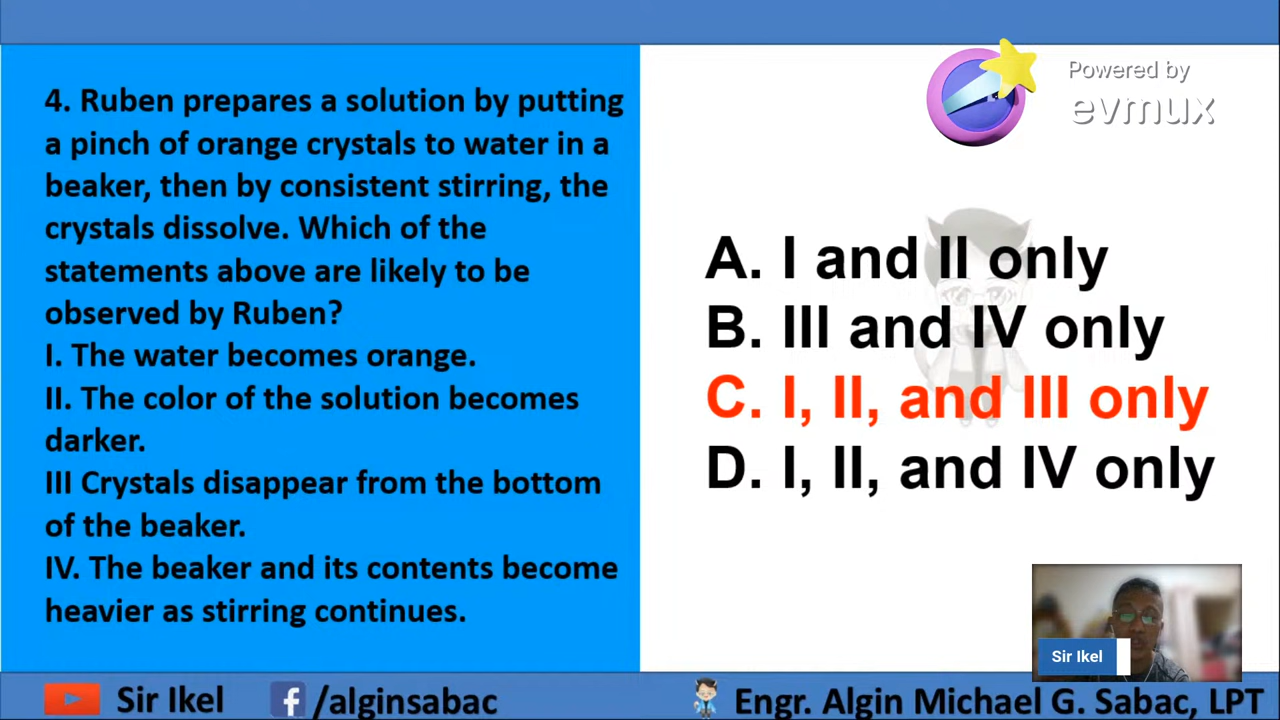 4. Ruben prepares a solution by putting
a pinch of orange crystals to water in a
beaker, then by consistent stirring, the
crystals dissolve. Which of the
statements above are likely to be
observed by Ruben?
I. The water becomes orange.
II. The color of the solution becomes
darker.
III Crystals disappear from the bottom
of the beaker.
IV. The beaker and its contents become
heavier as stirring continues.
Powered by
evmux
A. I and II only
B. III and IV only
C. I, II, and III only
D. I, II, and IV only
Sir Ikel
Sir Ikel
/alginsabac
Engr. Algin Michael G. Sabac, LPT